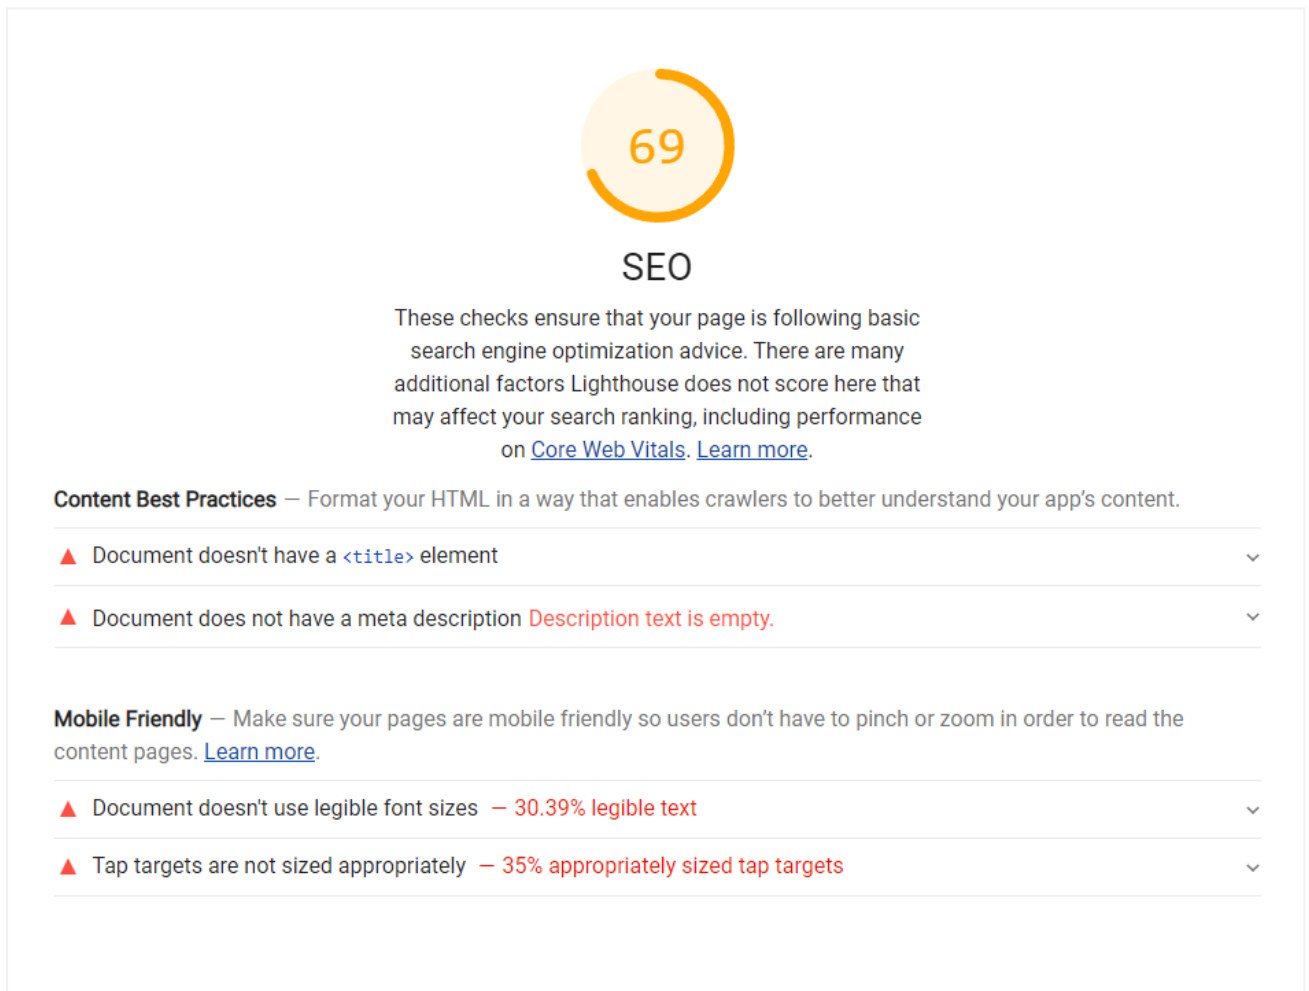 69
SEO
These checks ensure that your page is following basic
search engine optimization advice. There are many
additional factors Lighthouse does not score here that
may affect your search ranking, including performance
on Core Web Vitals. Learn more.
Content Best Practices — Format your HTML in a way that enables crawlers to better understand your app’s content.
Document doesn't have a <title> element
Document does not have a meta description Description text is empty.
Mobile Friendly — Make sure your pages are mobile friendly so users don’t have to pinch or zoom in order to read the
content pages. Learn more.
Document doesn't use legible font sizes — 30.39% legible text
Tap targets are not sized appropriately — 35% appropriately sized tap targets